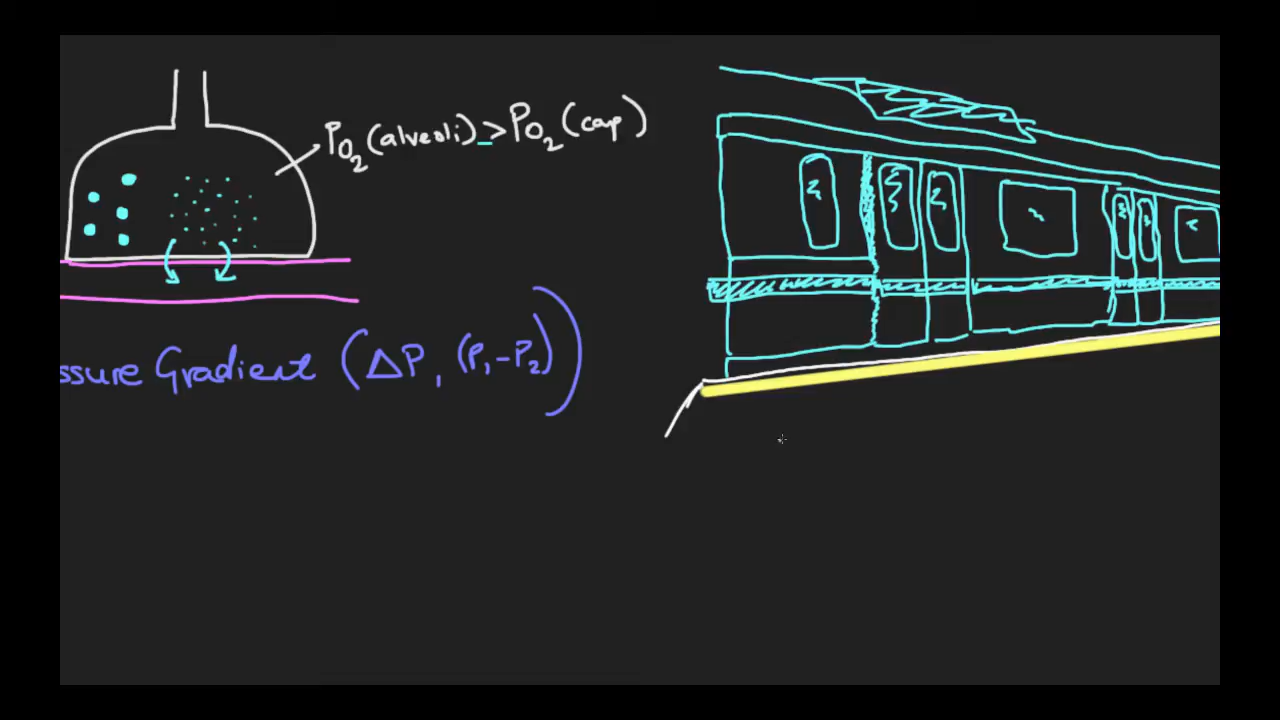 PO2 (alveoli) > PO2 (cap)
ssure Gradient (ΔP, (P1-P2))